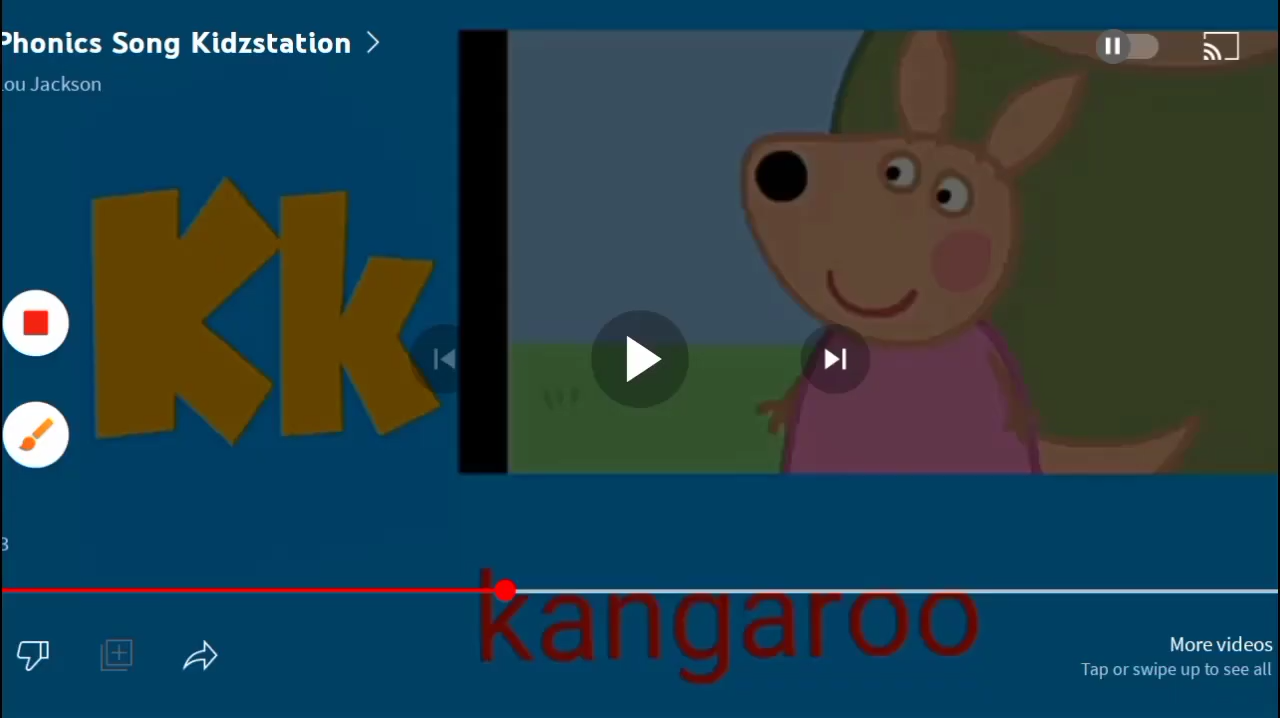 Phonics Song Kidzstation
ou Jackson
Kk
kangaroo
More videos
Tap or swipe up to see all